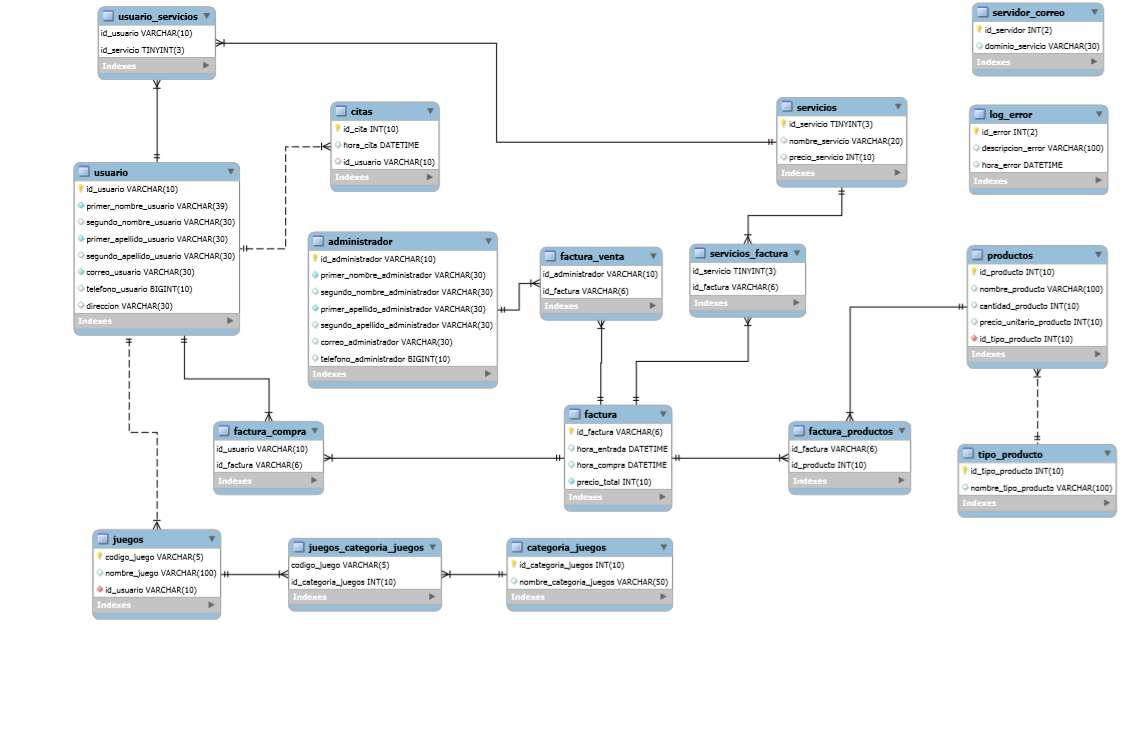 usuario_servicios
id_usuario VARCHAR(10)
id_servicio TINYINT(3)
Indexes
servidor_correo
id_servidor INT(2)
dominio_servicio VARCHAR(30)
Indexes
citas
id_cita INT(10)
hora_cita DATETIME
id_usuario VARCHAR(10)
Indexes
servicios
id_servicio TINYINT(3)
nombre_servicio VARCHAR(20)
precio_servicio INT(10)
Indexes
log_error
id_error INT(2)
descripcion_error VARCHAR(100)
hora_error DATETIME
Indexes
usuario
id_usuario VARCHAR(10)
primer_nombre_usuario VARCHAR(39)
segundo_nombre_usuario VARCHAR(30)
primer_apellido_usuario VARCHAR(30)
segundo_apellido_usuario VARCHAR(30)
correo_usuario VARCHAR(30)
telefono_usuario BIGINT(10)
direccion VARCHAR(30)
Indexes
administrador
id_administrador VARCHAR(10)
primer_nombre_administrador VARCHAR(30)
segundo_nombre_administrador VARCHAR(30)
primer_apellido_administrador VARCHAR(30)
segundo_apellido_administrador VARCHAR(30)
correo_administrador VARCHAR(30)
telefono_administrador BIGINT(10)
Indexes
factura_venta
id_administrador VARCHAR(10)
id_factura VARCHAR(6)
Indexes
servicios_factura
id_servicio TINYINT(3)
id_factura VARCHAR(6)
Indexes
productos
id_producto INT(10)
nombre_producto VARCHAR(100)
cantidad_producto INT(10)
precio_unitario_producto INT(10)
id_tipo_producto INT(10)
Indexes
factura_compra
id_usuario VARCHAR(10)
id_factura VARCHAR(6)
Indexes
factura
id_factura VARCHAR(6)
hora_entrada DATETIME
hora_compra DATETIME
precio_total INT(10)
Indexes
factura_productos
id_factura VARCHAR(6)
id_producto INT(10)
Indexes
tipo_producto
id_tipo_producto INT(10)
nombre_tipo_producto VARCHAR(100)
Indexes
juegos
codigo_juego VARCHAR(5)
nombre_juego VARCHAR(100)
id_usuario VARCHAR(10)
Indexes
juegos_categoria_juegos
codigo_juego VARCHAR(5)
id_categoria_juegos INT(10)
Indexes
categoria_juegos
id_categoria_juegos INT(10)
nombre_categoria_juegos VARCHAR(50)
Indexes